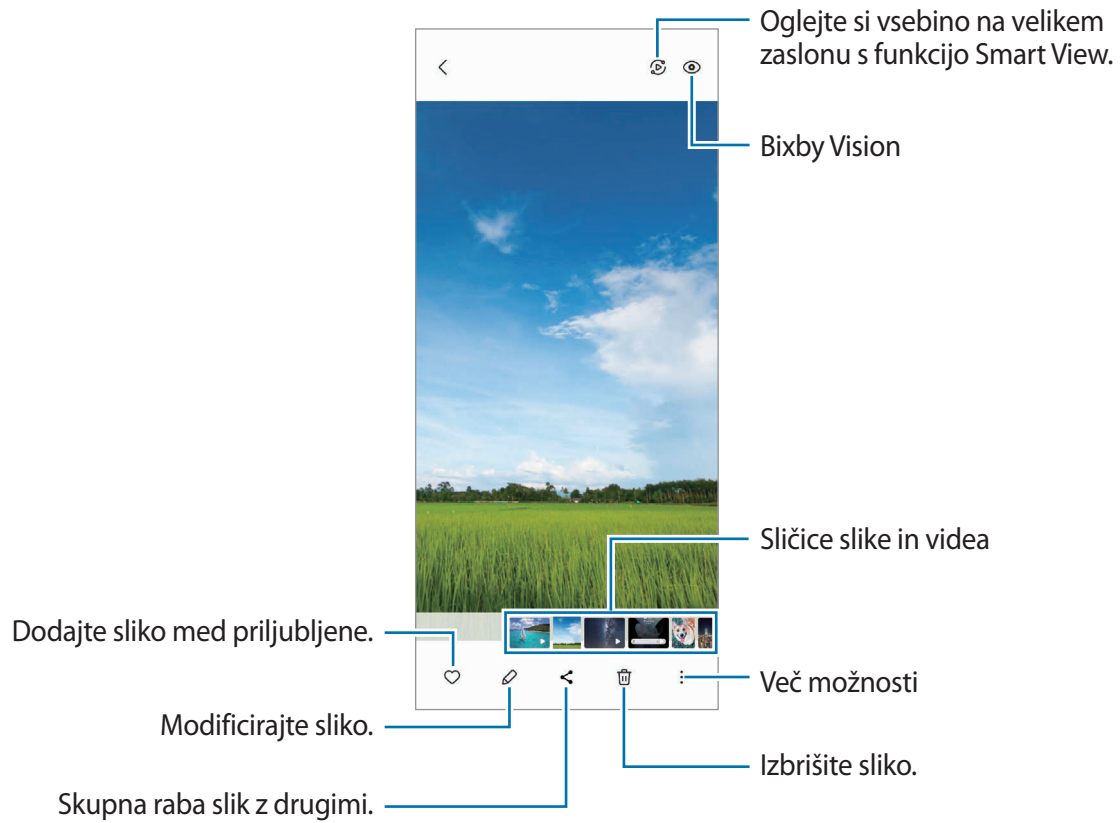 Oglejte si vsebino na velikem
zaslonu s funkcijo Smart View.
Bixby Vision
Sličice slike in videa
Dodajte sliko med priljubljene.
Več možnosti
Modificirajte sliko.
Izbrišite sliko.
Skupna raba slik z drugimi.